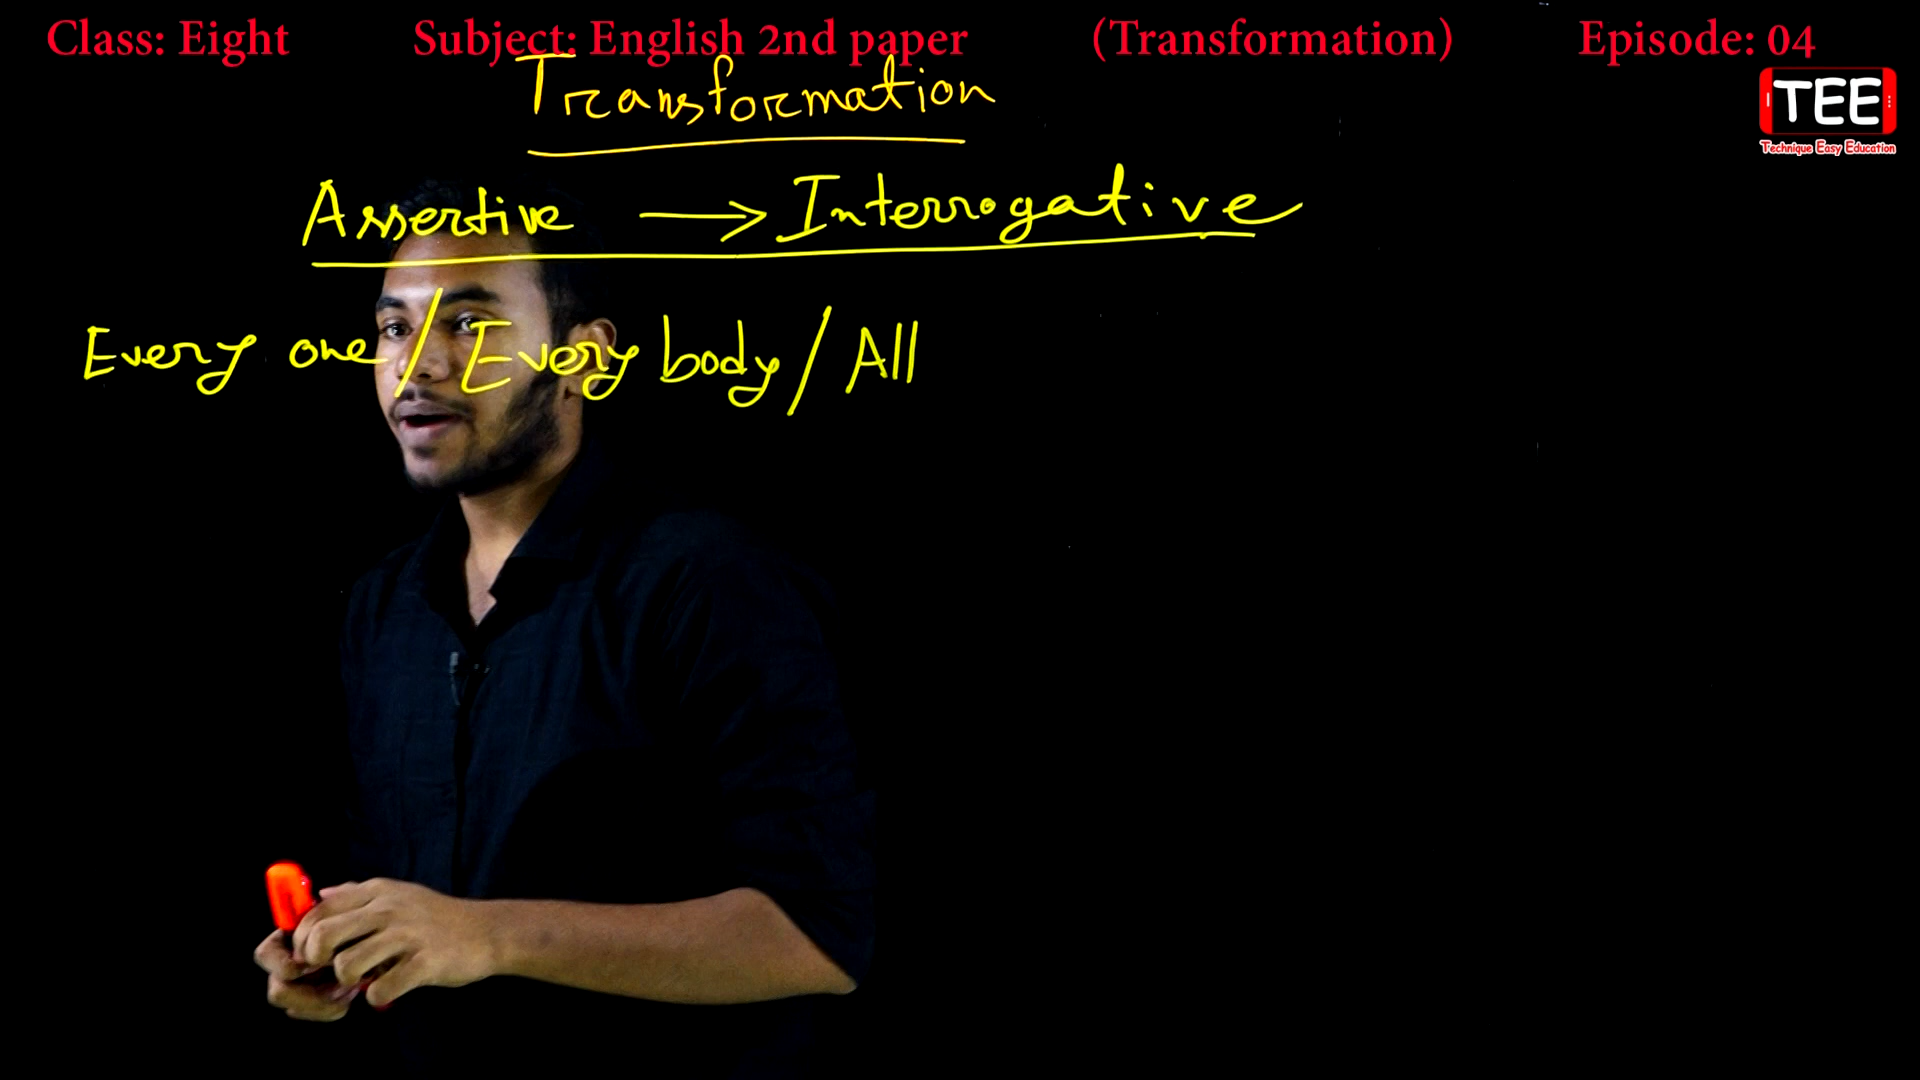 Class: Eight Subject: English 2nd paper (Transformation) Episode: 04
TEE
Technique Easy Education
Transformation
Assertive → Interrogative
Every one / Every body / All